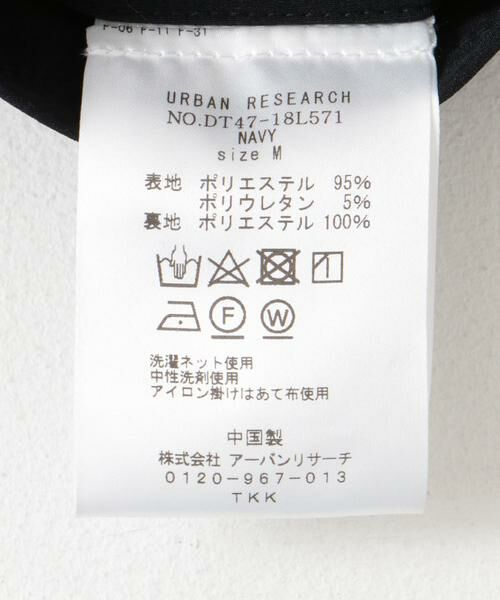 F-06 F-11 F-31
URBAN RESEARCH
NO.DT47-18L571
NAVY
size M
表地 ポリエステル 95%
ポリウレタン 5%
裏地 ポリエステル 100%
F W
洗濯ネット使用
中性洗剤使用
アイロン掛けはあて布使用
中国製
株式会社 アーバンリサーチ
0120-967-013
TKK